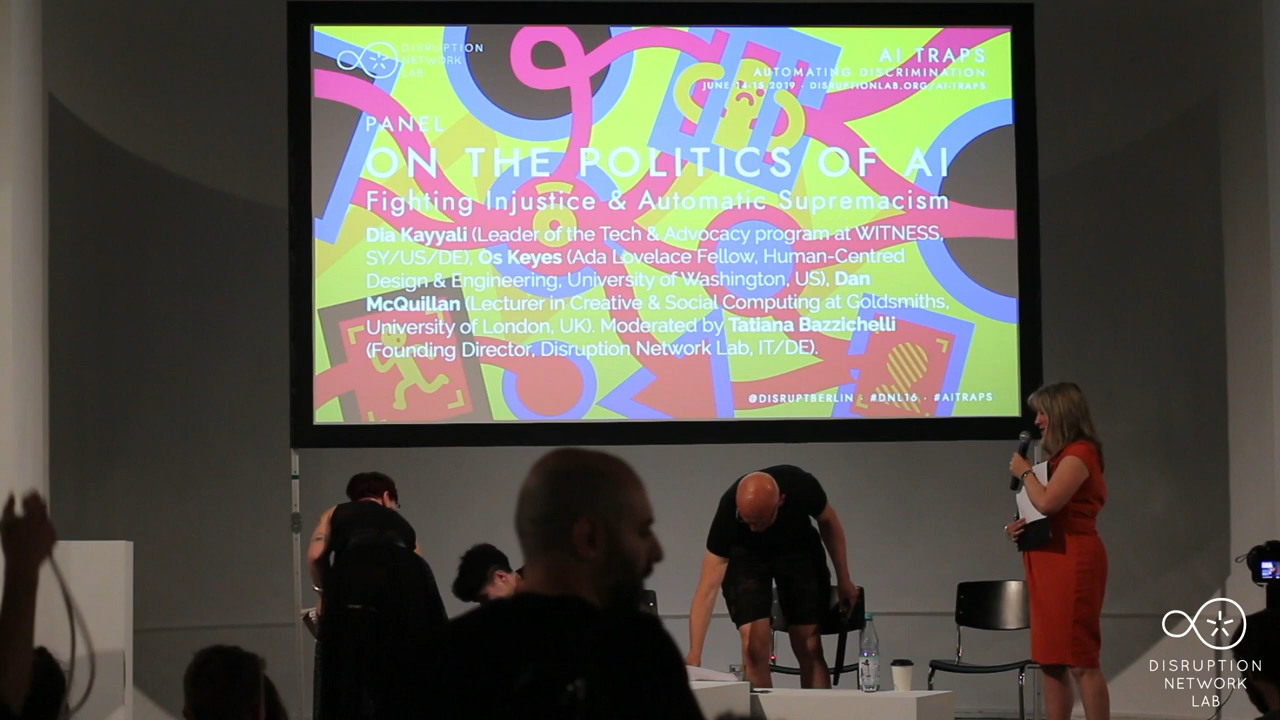 DISRUPTION
NETWORK
LAB
AI TRAPS
AUTOMATING DISCRIMINATION
JUNE 14-15 2019 · DISRUPTIONLAB.ORG/AI-TRAPS
PANEL
ON THE POLITICS OF AI
Fighting Injustice & Automatic Supremacism
Dia Kayyali (Leader of the Tech & Advocacy program at WITNESS,
SY/US/DE), Os Keyes (Ada Lovelace Fellow, Human-Centred
Design & Engineering, University of Washington, US), Dan
McQuillan (Lecturer in Creative & Social Computing at Goldsmiths,
University of London, UK). Moderated by Tatiana Bazzichelli
(Founding Director, Disruption Network Lab, IT/DE).
@DISRUPTBERLIN · #DNL16 · #AITRAPS
DISRUPTION
NETWORK
LAB